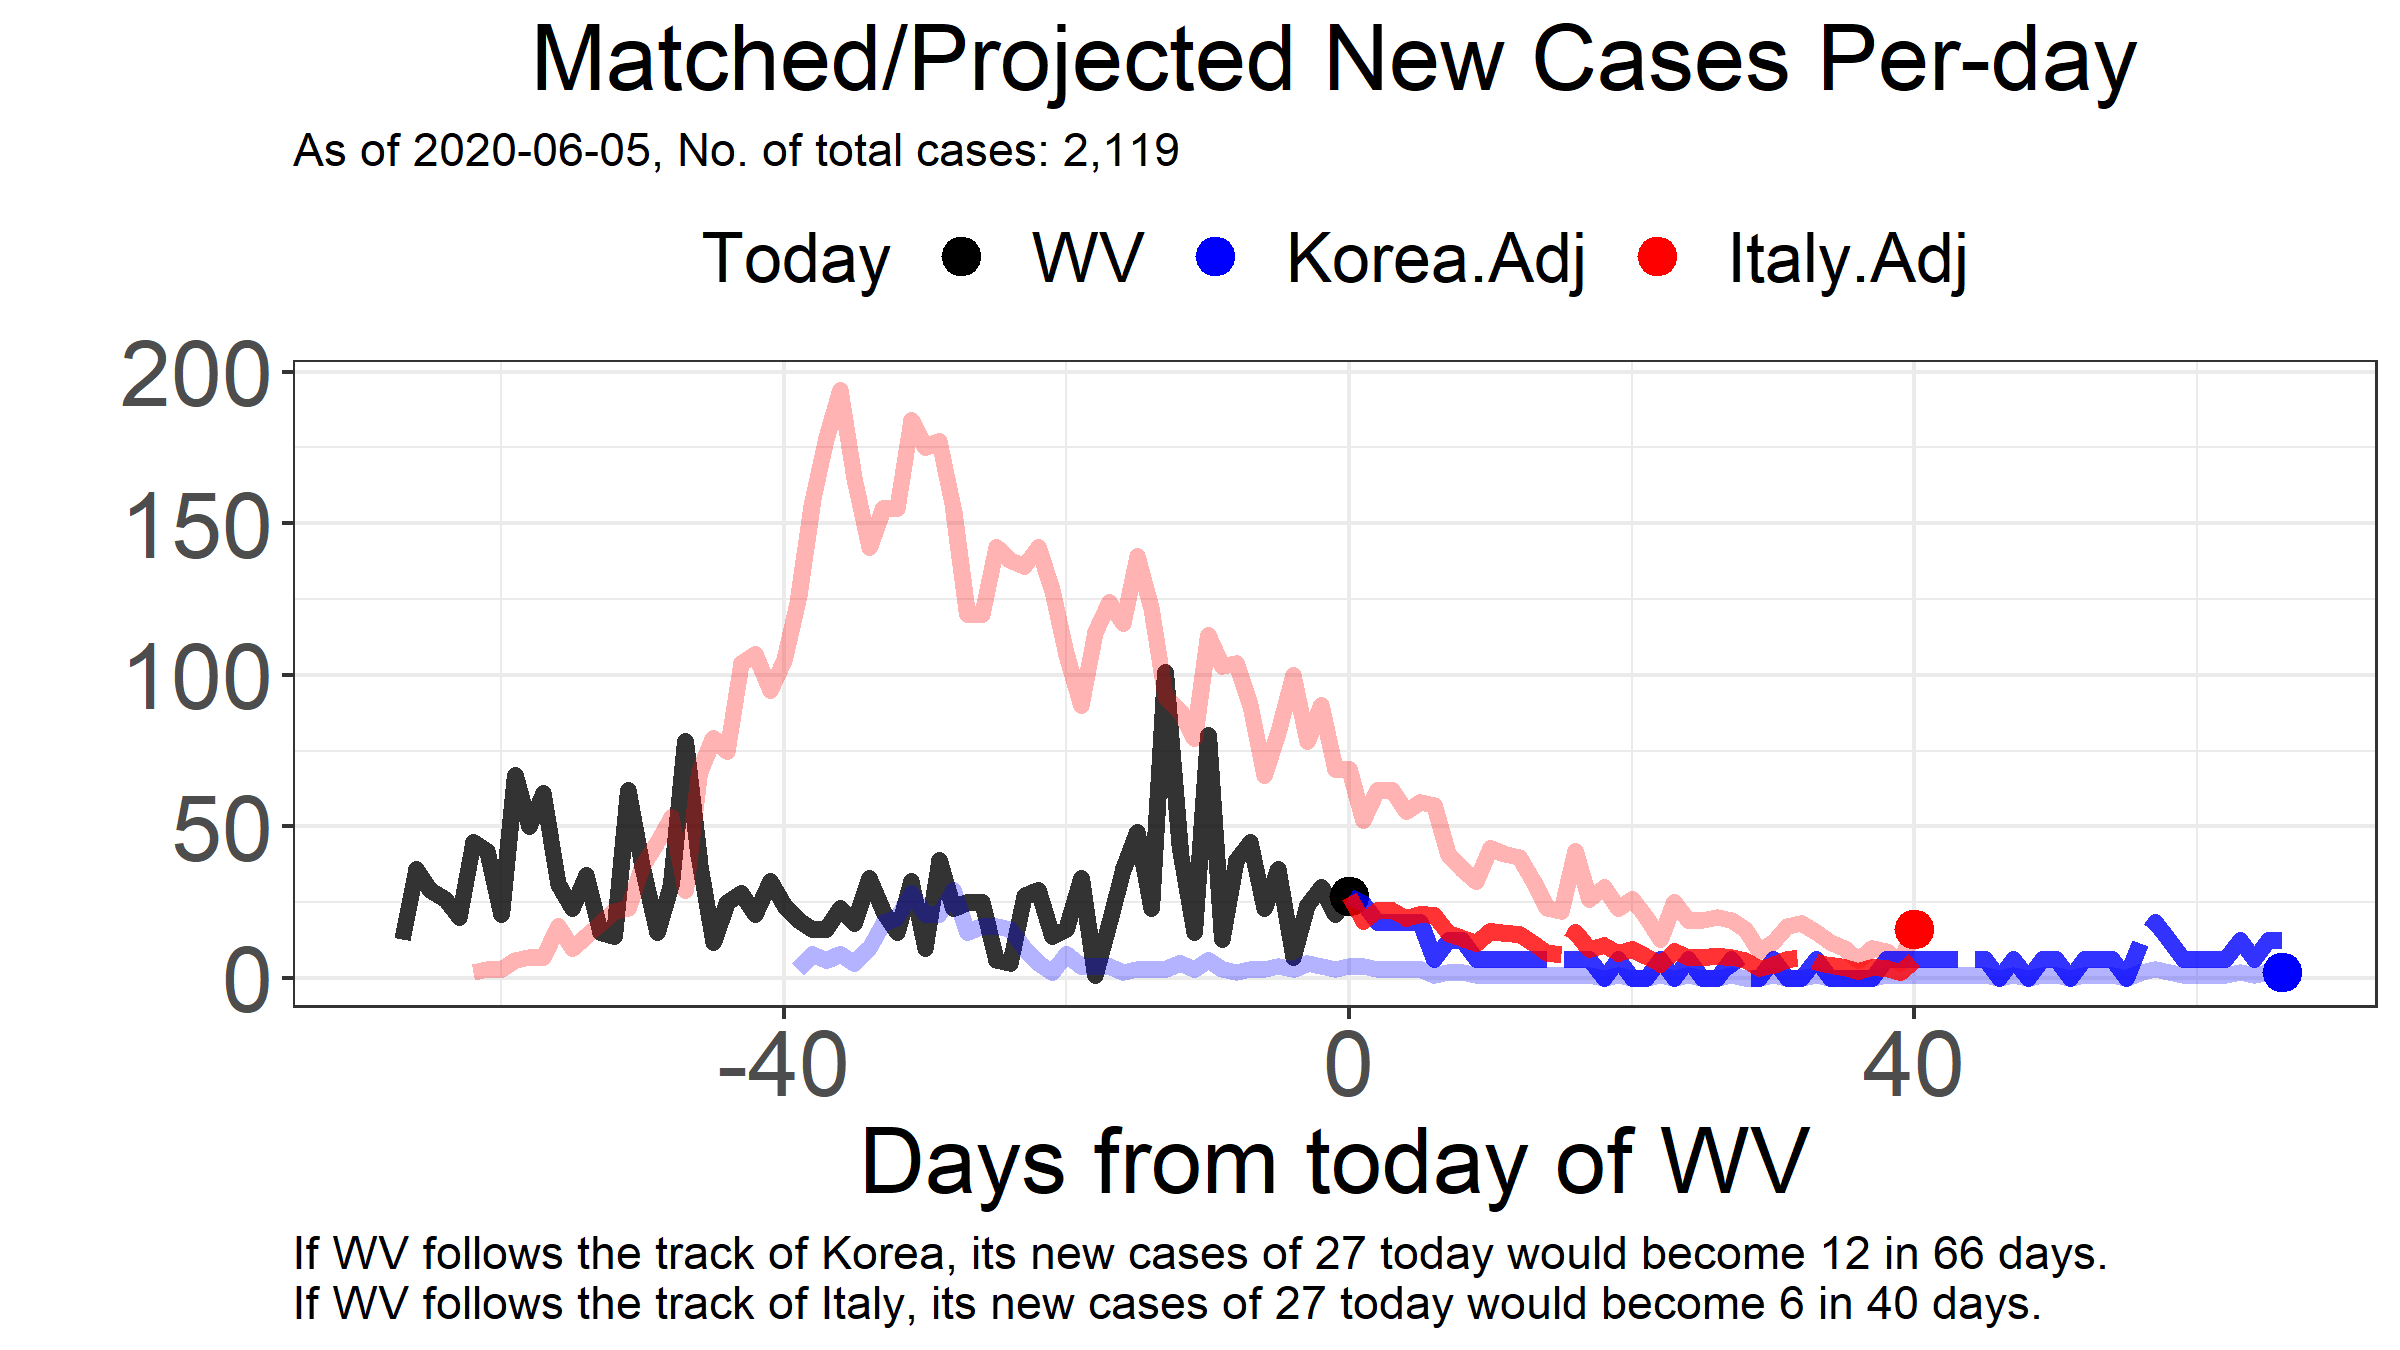 Matched/Projected New Cases Per-day
As of 2020-06-05, No. of total cases: 2,119
Today WV Korea.Adj Italy.Adj
200
150
100
50
0
-40 0 40
Days from today of WV
If WV follows the track of Korea, its new cases of 27 today would become 12 in 66 days.
If WV follows the track of Italy, its new cases of 27 today would become 6 in 40 days.